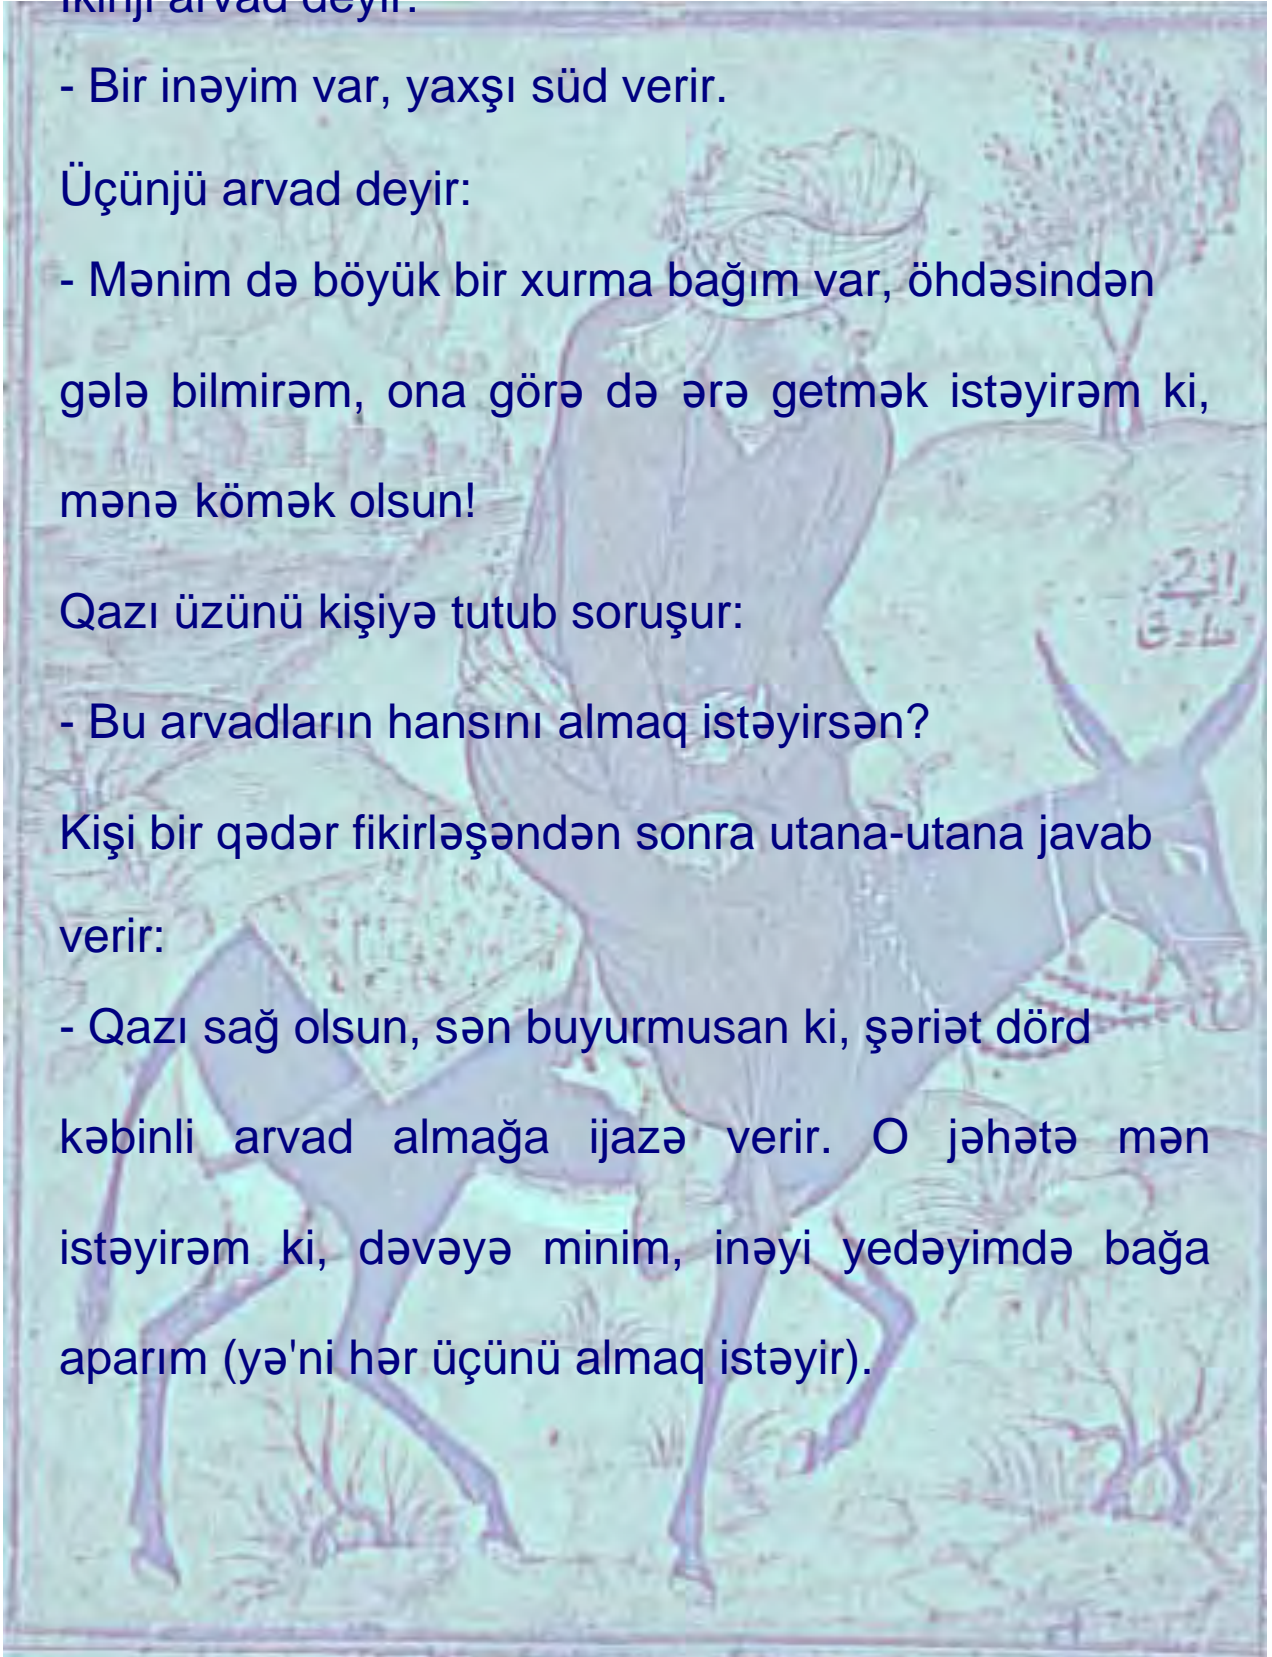 İkinji arvad deyir:
- Bir inəyim var, yaxşı süd verir.
Üçünjü arvad deyir:
- Mənim də böyük bir xurma bağım var, öhdəsindən
gələ bilmirəm, ona görə də ərə getmək istəyirəm ki,
mənə kömək olsun!
Qazı üzünü kişiyə tutub soruşur:
- Bu arvadların hansını almaq istəyirsən?
Kişi bir qədər fikirləşəndən sonra utana-utana javab
verir:
- Qazı sağ olsun, sən buyurmusan ki, şəriət dörd
kəbinli arvad almağa ijazə verir. O jəhətə mən
istəyirəm ki, dəvəyə minim, inəyi yedəyimdə bağa
aparım (yə'ni hər üçünü almaq istəyir).